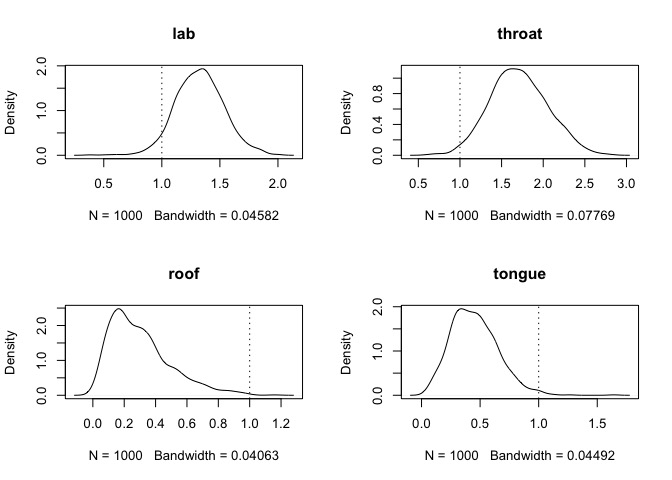 lab
Density
0.0 1.0 2.0
0.5 1.0 1.5 2.0
N = 1000 Bandwidth = 0.04582
throat
Density
0.0 0.4 0.8
0.5 1.0 1.5 2.0 2.5 3.0
N = 1000 Bandwidth = 0.07769
roof
Density
0.0 1.0 2.0
0.0 0.2 0.4 0.6 0.8 1.0 1.2
N = 1000 Bandwidth = 0.04063
tongue
Density
0.0 1.0 2.0
0.0 0.5 1.0 1.5
N = 1000 Bandwidth = 0.04492